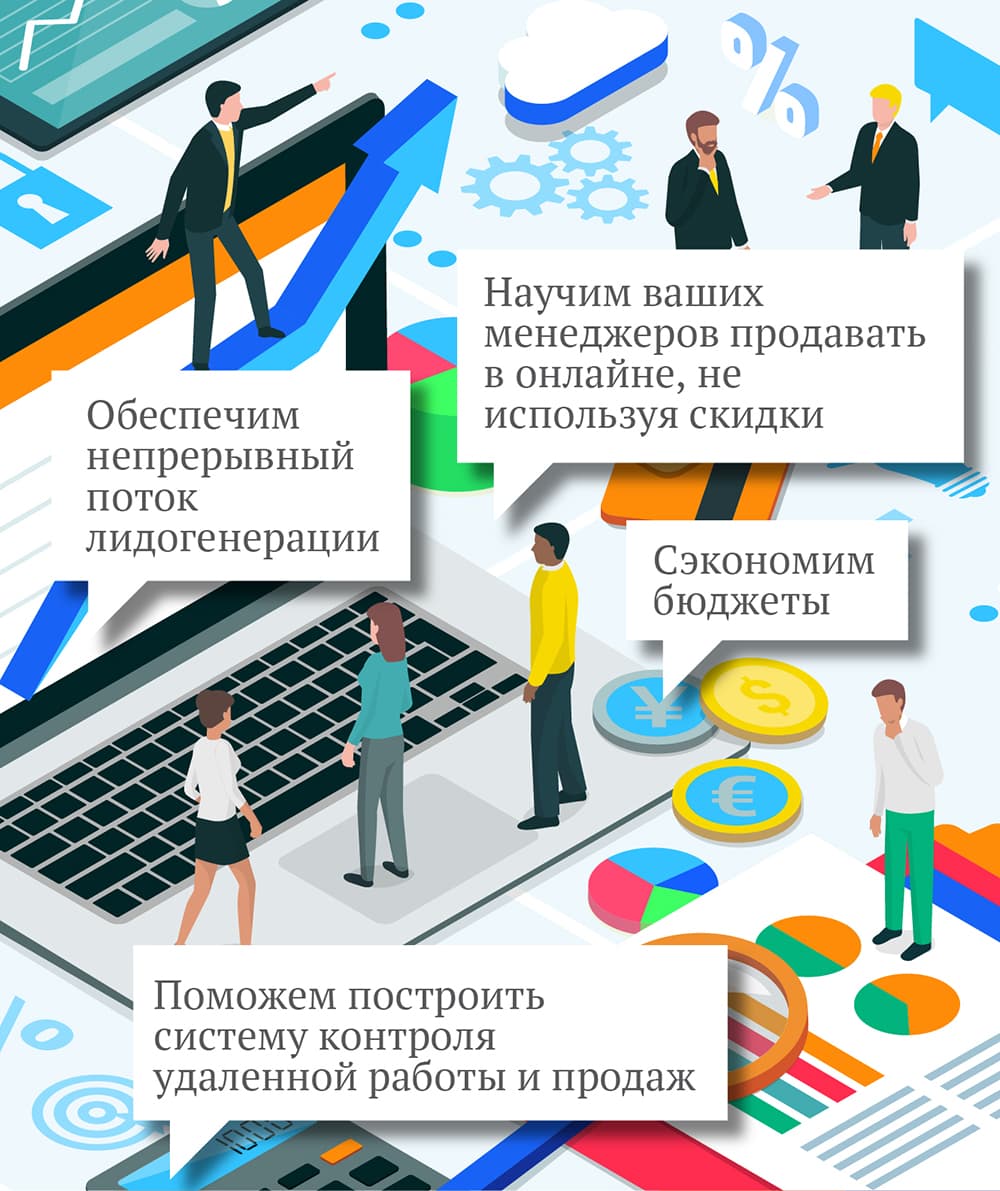 Научим ваших
менеджеров продавать
в онлайне, не
используя скидки
Обеспечим
непрерывный
поток
лидогенерации
Сэкономим
бюджеты
Поможем построить
систему контроля
удаленной работы и продаж